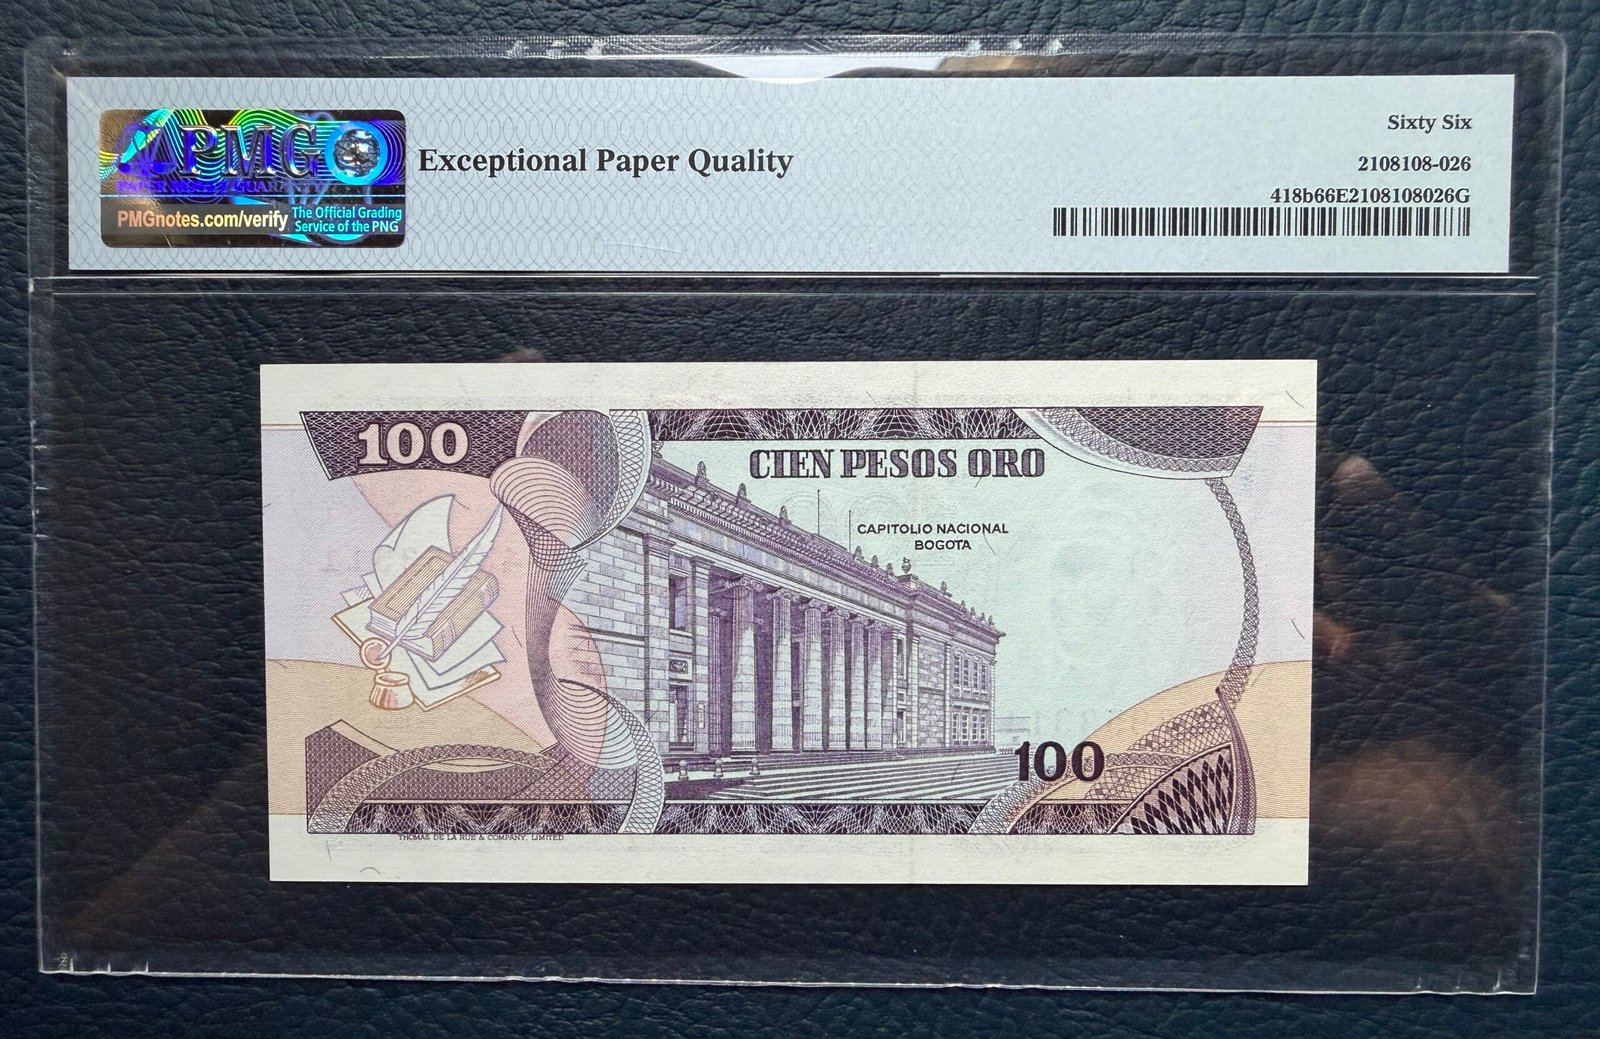 PMG
PAPER MONEY GUARANTY
PMGnotes.com/verify
The Official Grading
Service of the PNG
Exceptional Paper Quality
Sixty Six
2108108-026
418b66E2108108026G
100
CIEN PESOS ORO
CAPITOLIO NACIONAL
BOGOTA
100
THOMAS DE LA RUE & COMPANY, LIMITED